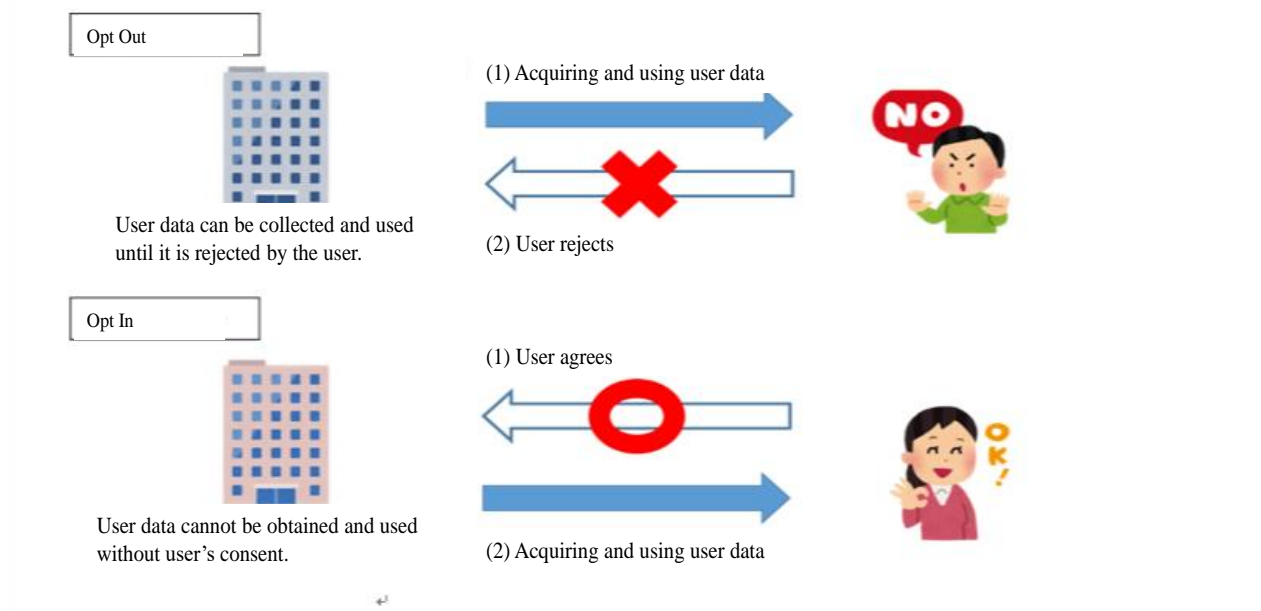 Opt Out
(1) Acquiring and using user data
NO
User data can be collected and used
until it is rejected by the user.
(2) User rejects
Opt In
(1) User agrees
OK!
User data cannot be obtained and used
without user’s consent.
(2) Acquiring and using user data